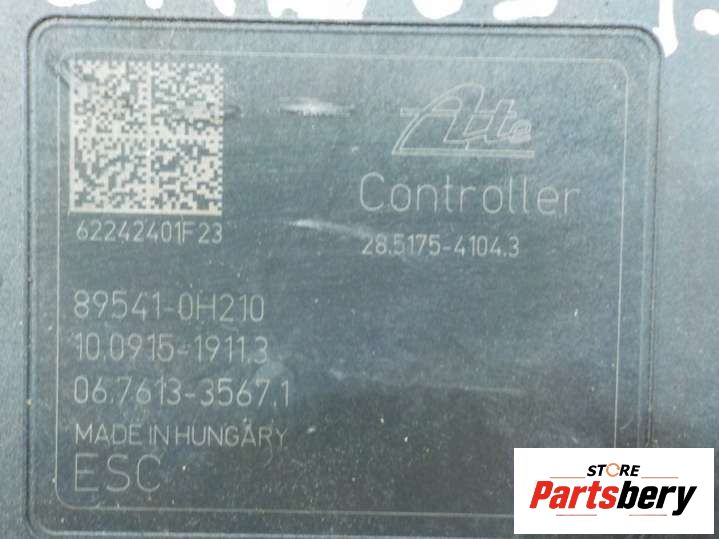 Ate
Controller
62242401F23
28.5175-4104.3
89541-0H210
10.0915-1911.3
06.7613-3567.1
MADE IN HUNGARY
ESC
STORE
Partsbery